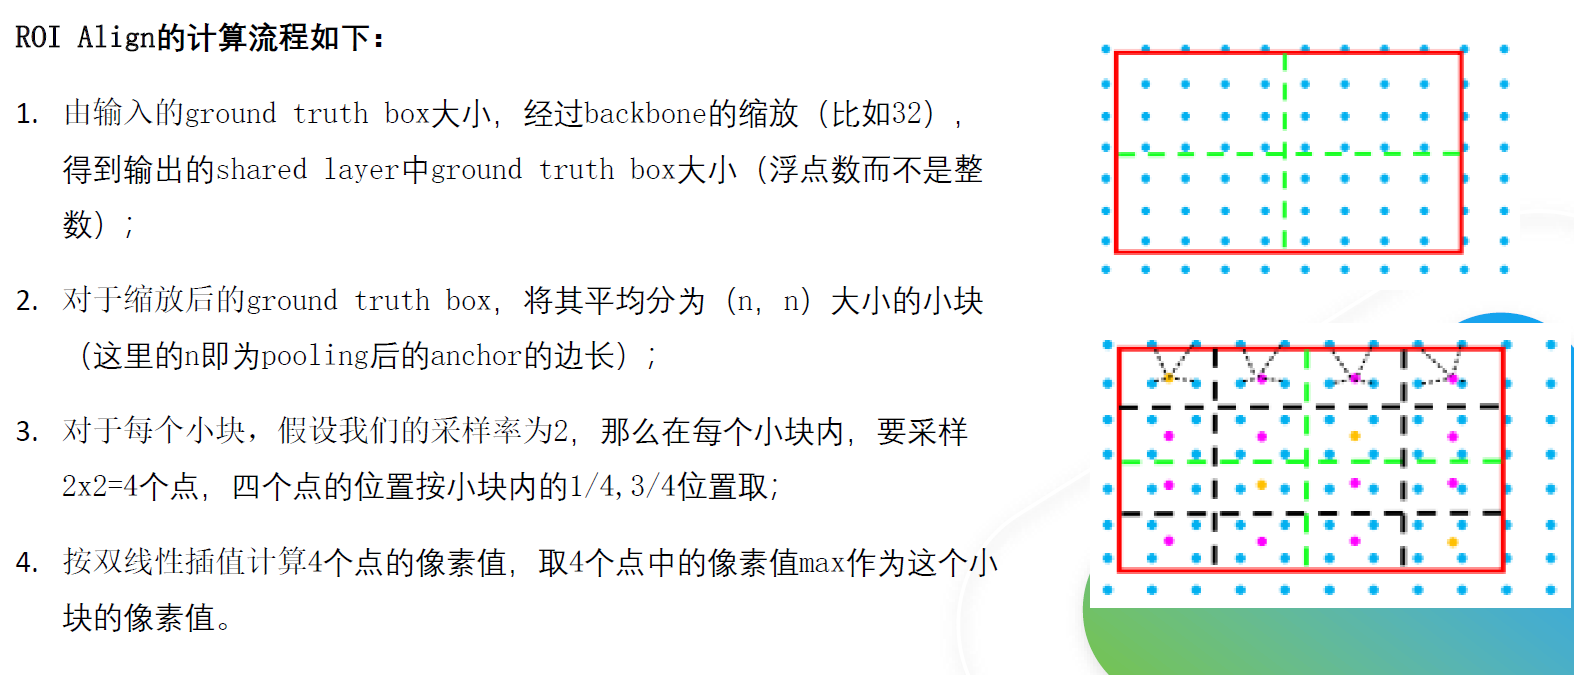 ROI Align的计算流程如下：
1. 由输入的ground truth box大小，经过backbone的缩放（比如32），
得到输出的shared layer中ground truth box大小（浮点数而不是整
数）；
2. 对于缩放后的ground truth box，将其平均分为（n，n）大小的小块
（这里的n即为pooling后的anchor的边长）；
3. 对于每个小块，假设我们的采样率为2，那么在每个小块内，要采样
2x2=4个点，四个点的位置按小块内的1/4,3/4位置取；
4. 按双线性插值计算4个点的像素值，取4个点中的像素值max作为这个小
块的像素值。